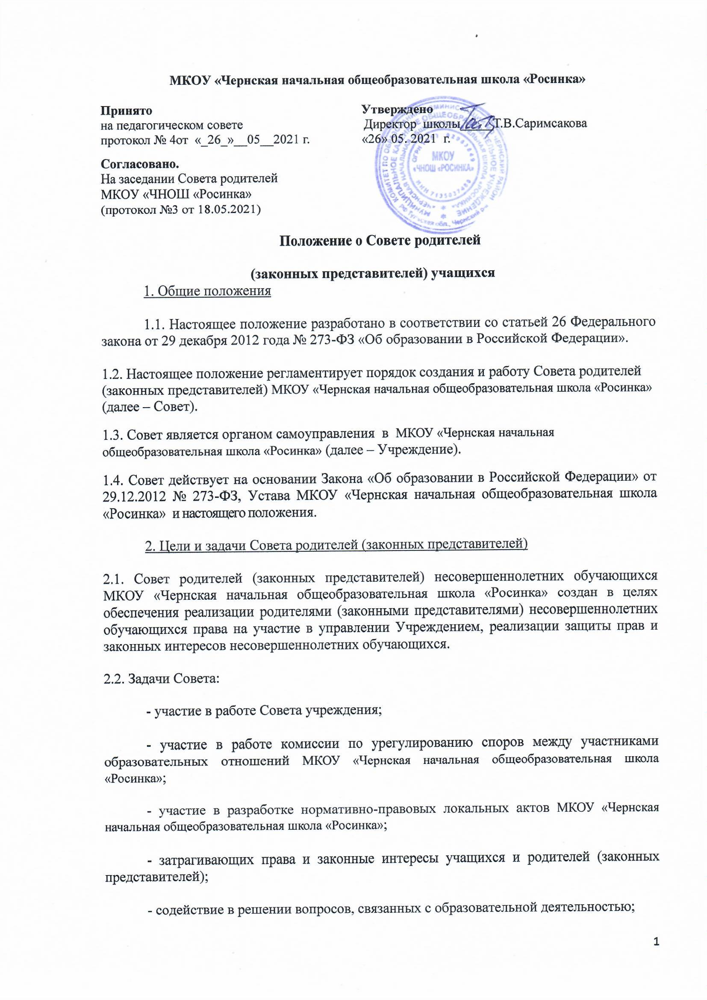 МКОУ «Чернская начальная общеобразовательная школа «Росинка»
Принято
на педагогическом совете
протокол № 4от «_26_»__05__2021 г.
Утверждено
Директор школы_____Т.В.Саримсакова
«26» 05. 2021 г.
Согласовано.
На заседании Совета родителей
МКОУ «ЧНОШ «Росинка»
(протокол №3 от 18.05.2021)
МКОУ
«ЧНОШ «РОСИНКА»
Положение о Совете родителей
(законных представителей) учащихся
1. Общие положения
1.1. Настоящее положение разработано в соответствии со статьей 26 Федерального
закона от 29 декабря 2012 года № 273-ФЗ «Об образовании в Российской Федерации».
1.2. Настоящее положение регламентирует порядок создания и работу Совета родителей
(законных представителей) МКОУ «Чернская начальная общеобразовательная школа «Росинка»
(далее – Совет).
1.3. Совет является органом самоуправления в МКОУ «Чернская начальная
общеобразовательная школа «Росинка» (далее – Учреждение).
1.4. Совет действует на основании Закона «Об образовании в Российской Федерации» от
29.12.2012 № 273-ФЗ, Устава МКОУ «Чернская начальная общеобразовательная школа
«Росинка» и настоящего положения.
2. Цели и задачи Совета родителей (законных представителей)
2.1. Совет родителей (законных представителей) несовершеннолетних обучающихся
МКОУ «Чернская начальная общеобразовательная школа «Росинка» создан в целях
обеспечения реализации родителями (законными представителями) несовершеннолетних
обучающихся права на участие в управлении Учреждением, реализации защиты прав и
законных интересов несовершеннолетних обучающихся.
2.2. Задачи Совета:
- участие в работе Совета учреждения;
- участие в работе комиссии по урегулированию споров между участниками
образовательных отношений МКОУ «Чернская начальная общеобразовательная школа
«Росинка»;
- участие в разработке нормативно-правовых локальных актов МКОУ «Чернская
начальная общеобразовательная школа «Росинка»;
- затрагивающих права и законные интересы учащихся и родителей (законных
представителей);
- содействие в решении вопросов, связанных с образовательной деятельностью;
1